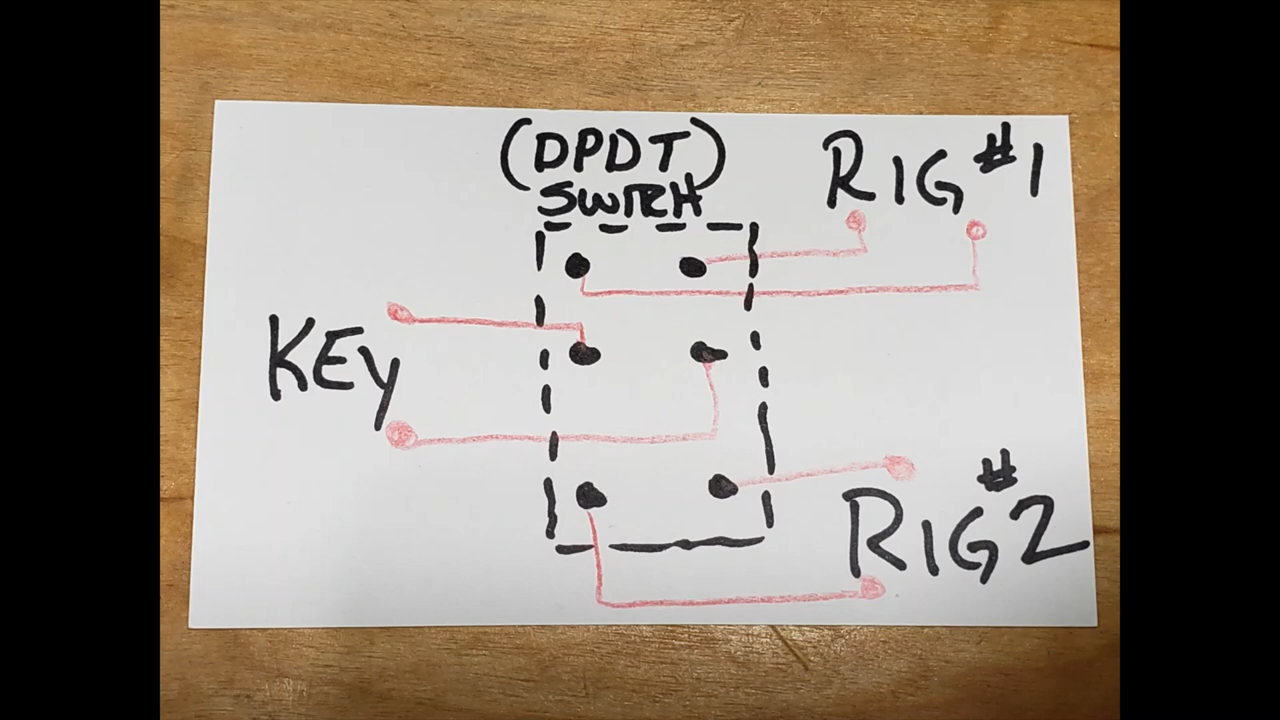 (DPDT)
SWITCH
RIG #1
KEY
RIG #2